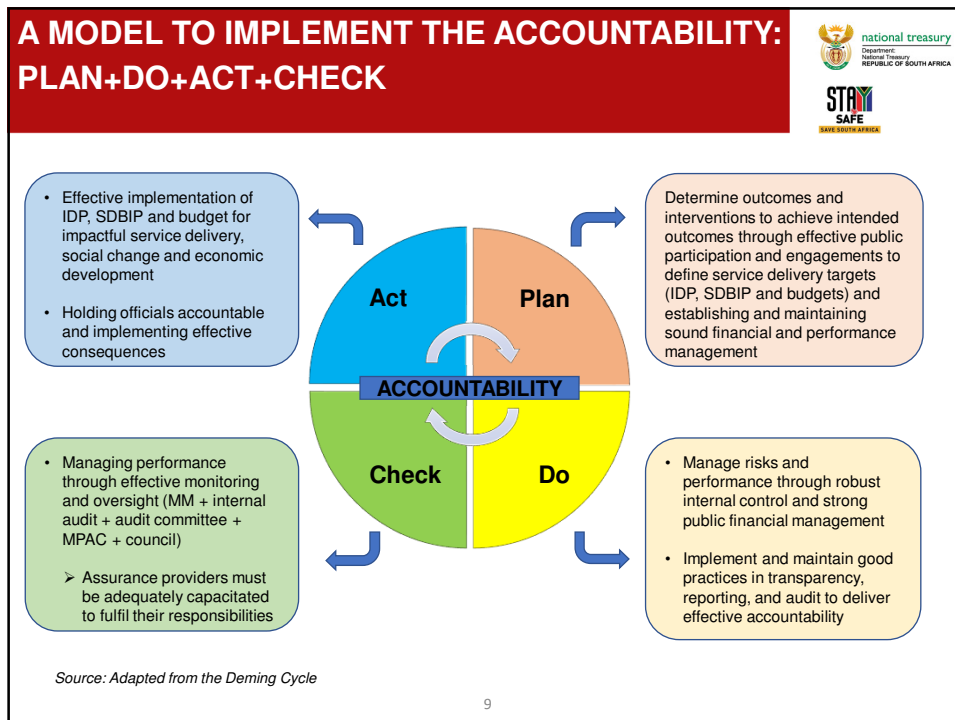 A MODEL TO IMPLEMENT THE ACCOUNTABILITY:
PLAN+DO+ACT+CHECK
national treasury
Department:
National Treasury
REPUBLIC OF SOUTH AFRICA
STAY
SAFE
SAVE SOUTH AFRICA
• Effective implementation of
IDP, SDBIP and budget for
impactful service delivery,
social change and economic
development
• Holding officials accountable
and implementing effective
consequences
Determine outcomes and
interventions to achieve intended
outcomes through effective public
participation and engagements to
define service delivery targets
(IDP, SDBIP and budgets) and
establishing and maintaining
sound financial and performance
management
Act
Plan
ACCOUNTABILITY
Check
Do
• Managing performance
through effective monitoring
and oversight (MM + internal
audit + audit committee +
MPAC + council)
➢ Assurance providers must
be adequately capacitated
to fulfil their responsibilities
• Manage risks and
performance through robust
internal control and strong
public financial management
• Implement and maintain good
practices in transparency,
reporting, and audit to deliver
effective accountability
Source: Adapted from the Deming Cycle
9